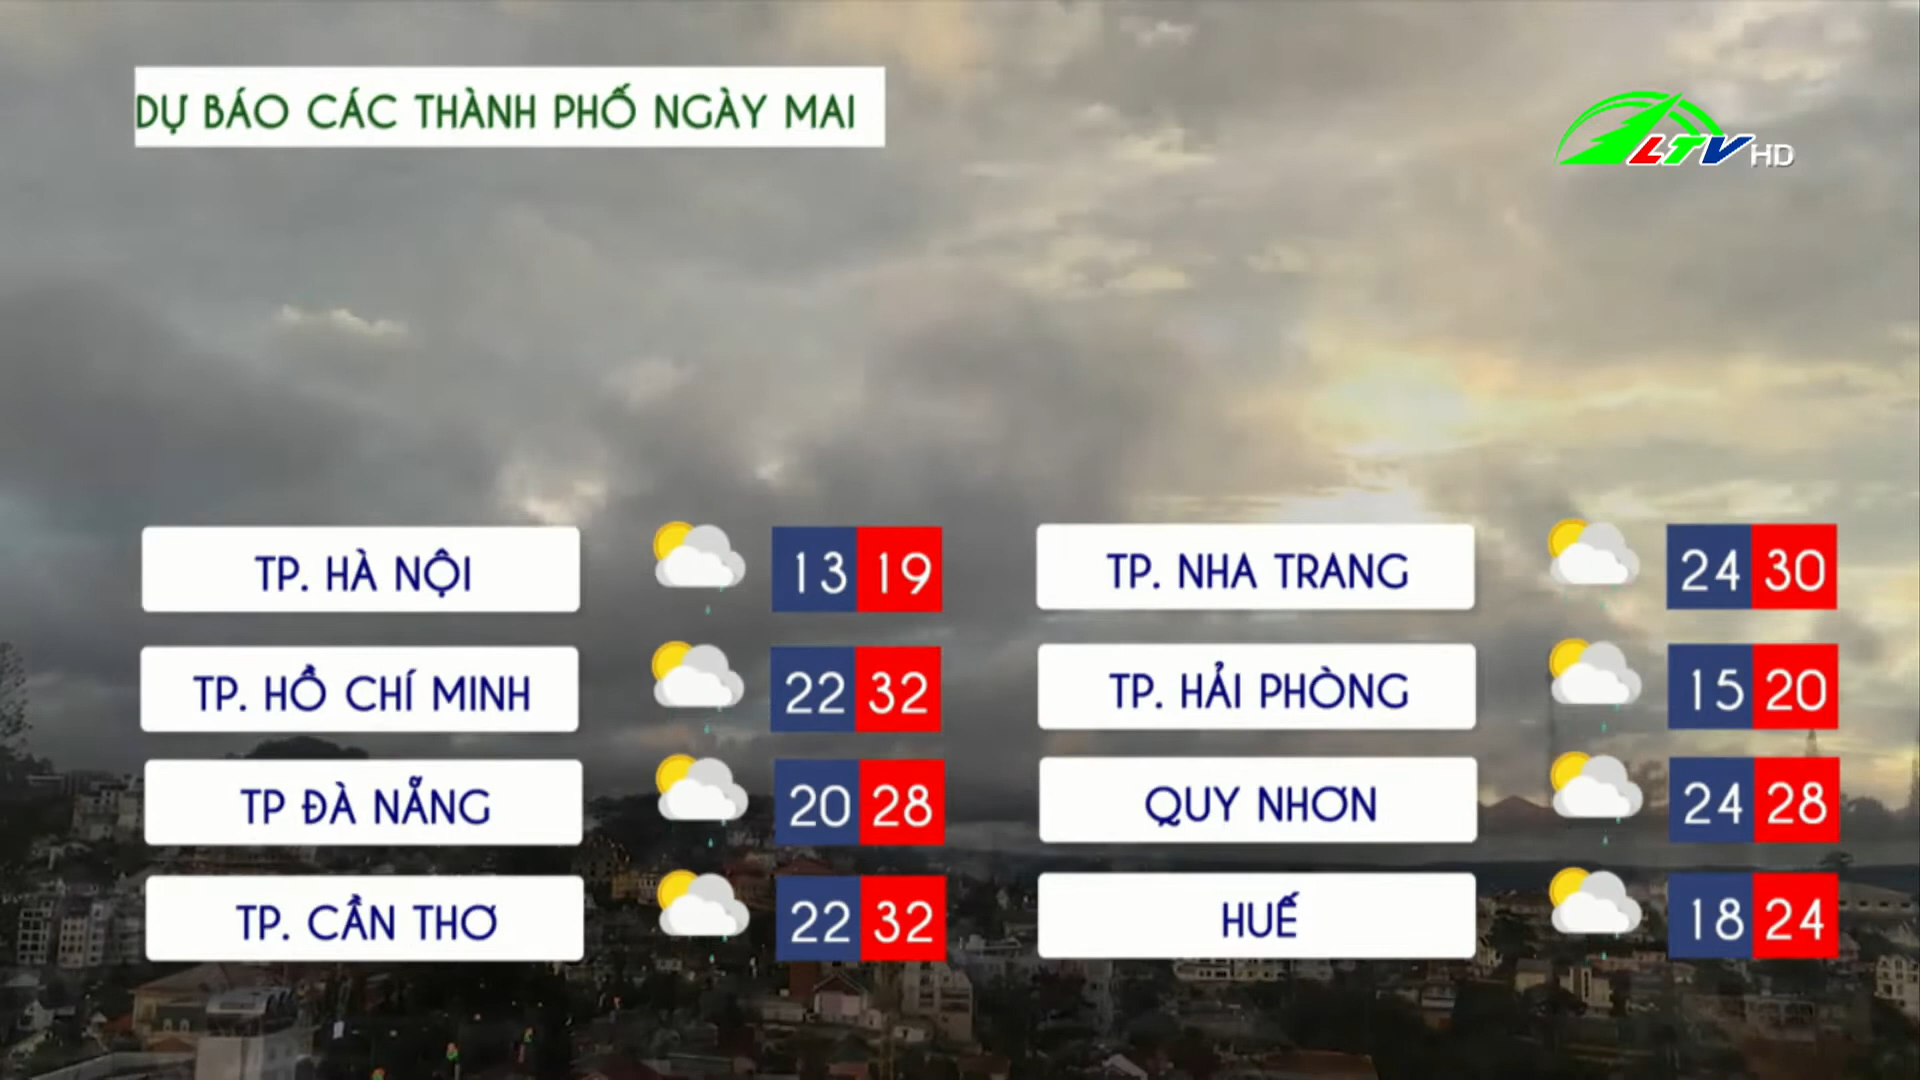 DỰ BÁO CÁC THÀNH PHỐ NGÀY MAI
LTV HD
TP. HÀ NỘI 13 19
TP. HỒ CHÍ MINH 22 32
TP ĐÀ NẴNG 20 28
TP. CẦN THƠ 22 32
TP. NHA TRANG 24 30
TP. HẢI PHÒNG 15 20
QUY NHƠN 24 28
HUẾ 18 24